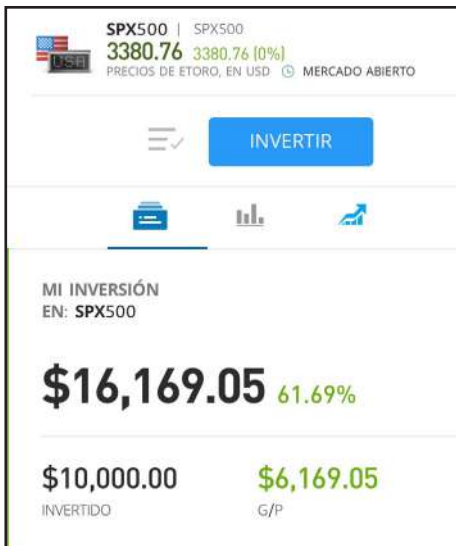 SPX500 | SPX500
USA
3380.76 3380.76 (0%)
PRECIOS DE ETORO, EN USD MERCADO ABIERTO
INVERTIR
MI INVERSIÓN
EN: SPX500
$16,169.05 61.69%
$10,000.00 $6,169.05
INVERTIDO G/P